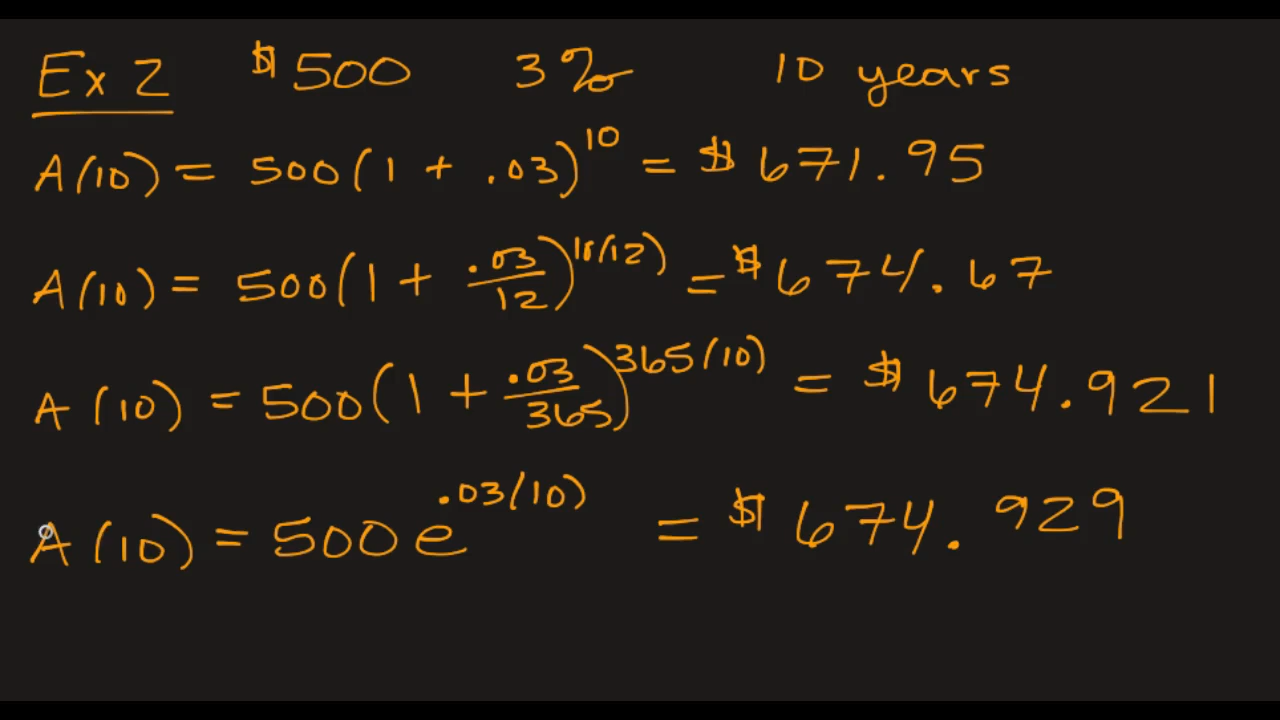 Ex 2 $500 3% 10 years
A(10) = 500(1 + .03)^10 = $671.95
A(10) = 500(1 + .03/12)^10(12) = $674.67
A(10) = 500(1 + .03/365)^365(10) = $674.921
A(10) = 500e^.03(10) = $674.929